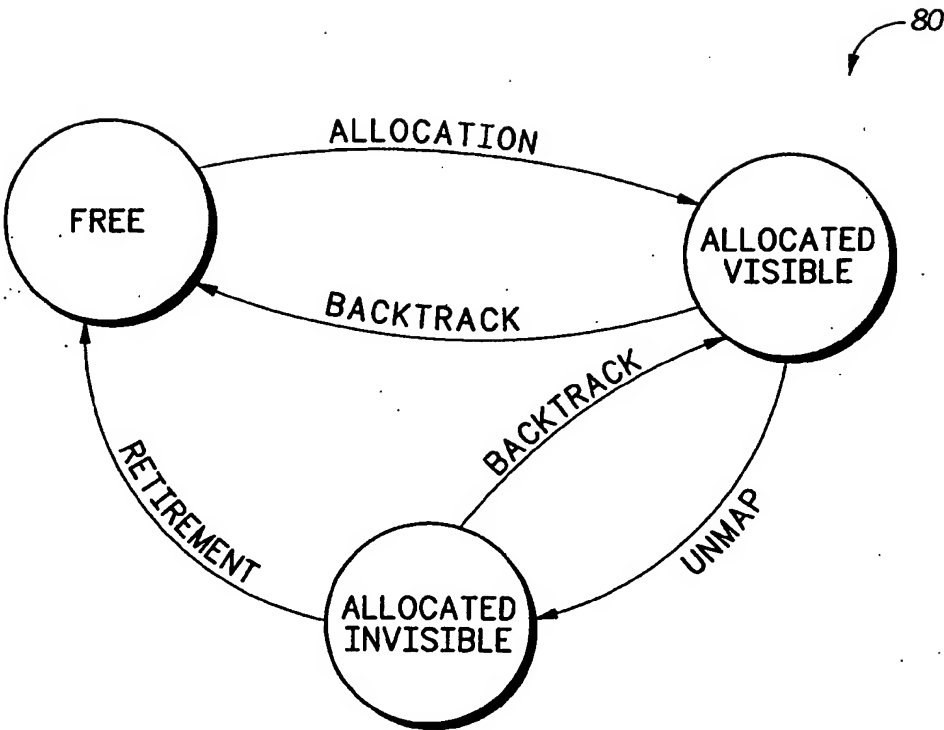 80
ALLOCATION
FREE
ALLOCATED
VISIBLE
BACKTRACK
BACKTRACK
RETIREMENT
UNMAP
ALLOCATED
INVISIBLE